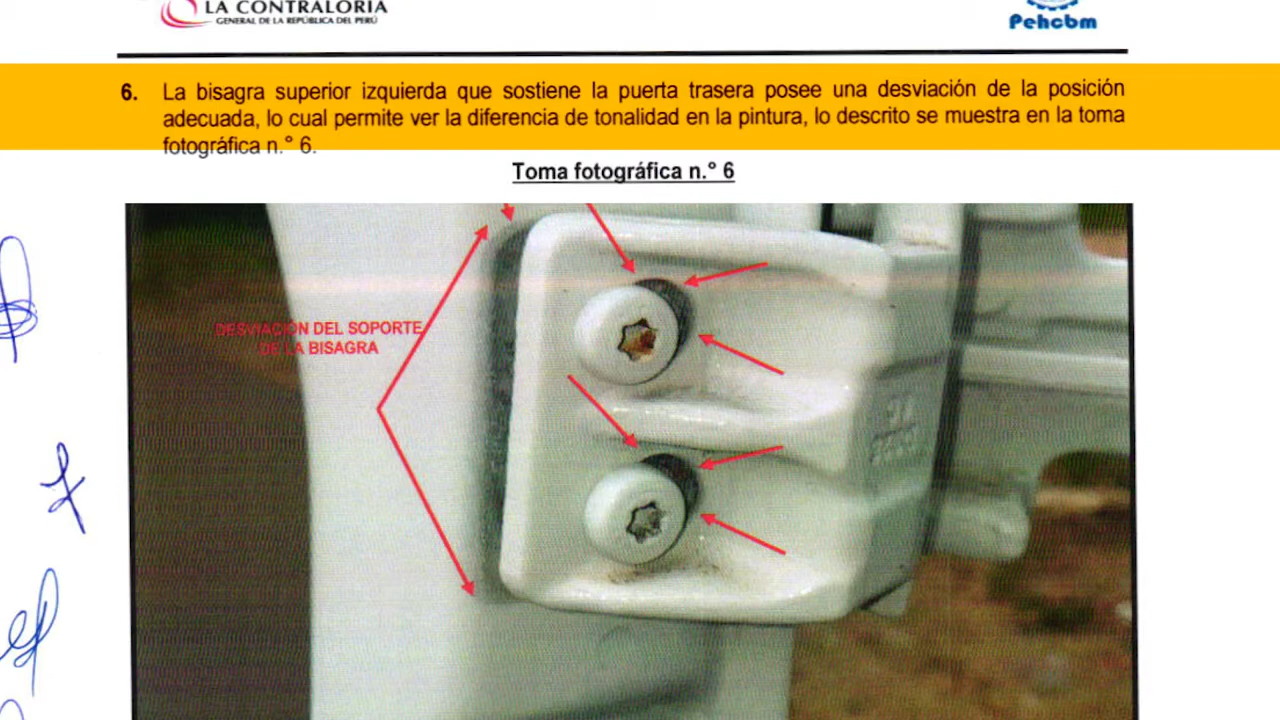 LA CONTRALORÍA
GENERAL DE LA REPÚBLICA DEL PERÚ
Pehcbm
6. La bisagra superior izquierda que sostiene la puerta trasera posee una desviación de la posición
adecuada, lo cual permite ver la diferencia de tonalidad en la pintura, lo descrito se muestra en la toma
fotográfica n.° 6.
Toma fotográfica n.° 6
DESVIACIÓN DEL SOPORTE
DE LA BISAGRA